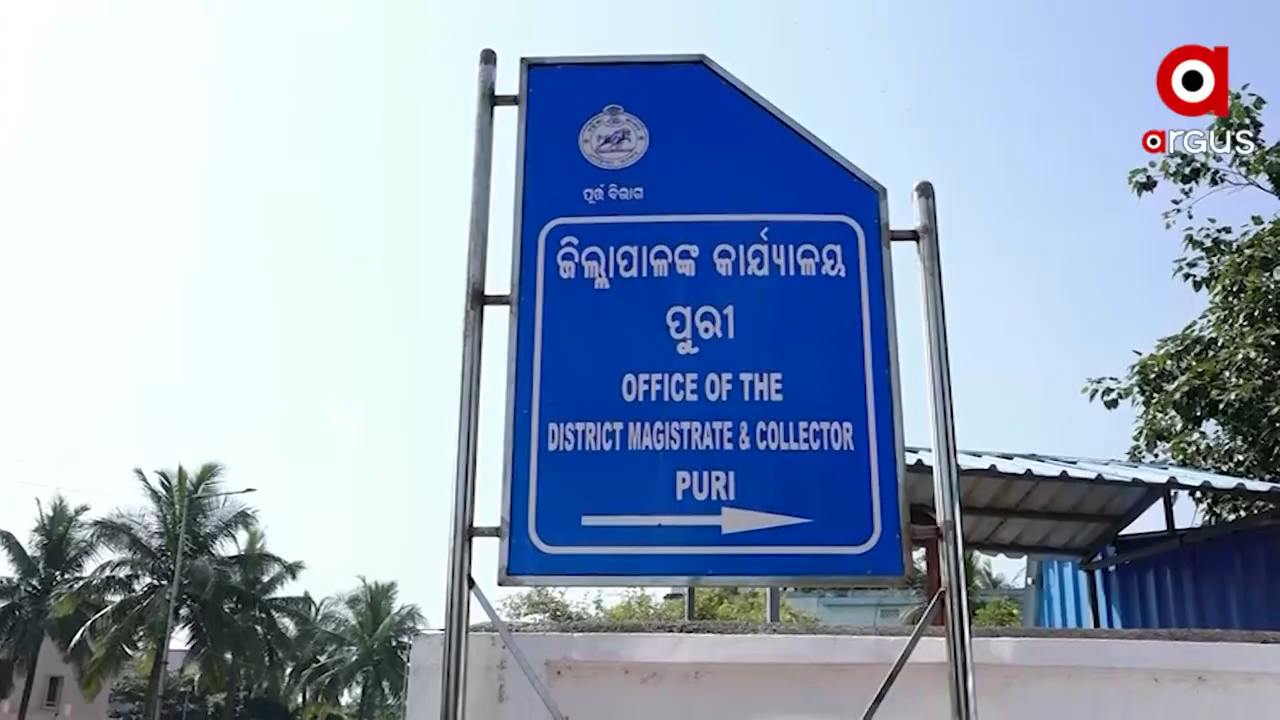 ପୂର୍ତ୍ତ ବିଭାଗ
ଜିଲ୍ଲାପାଳଙ୍କ କାର୍ଯ୍ୟାଳୟ
ପୁରୀ
OFFICE OF THE
DISTRICT MAGISTRATE & COLLECTOR
PURI
argus